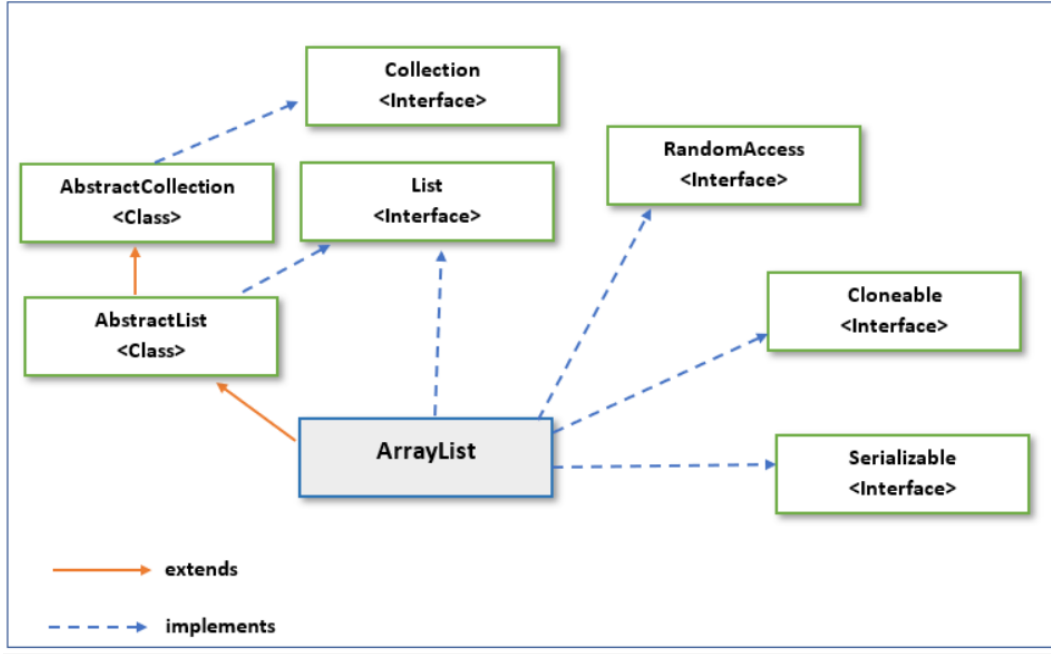 Collection
<Interface>
RandomAccess
<Interface>
AbstractCollection
<Class>
List
<Interface>
Cloneable
<Interface>
AbstractList
<Class>
ArrayList
Serializable
<Interface>
extends
implements